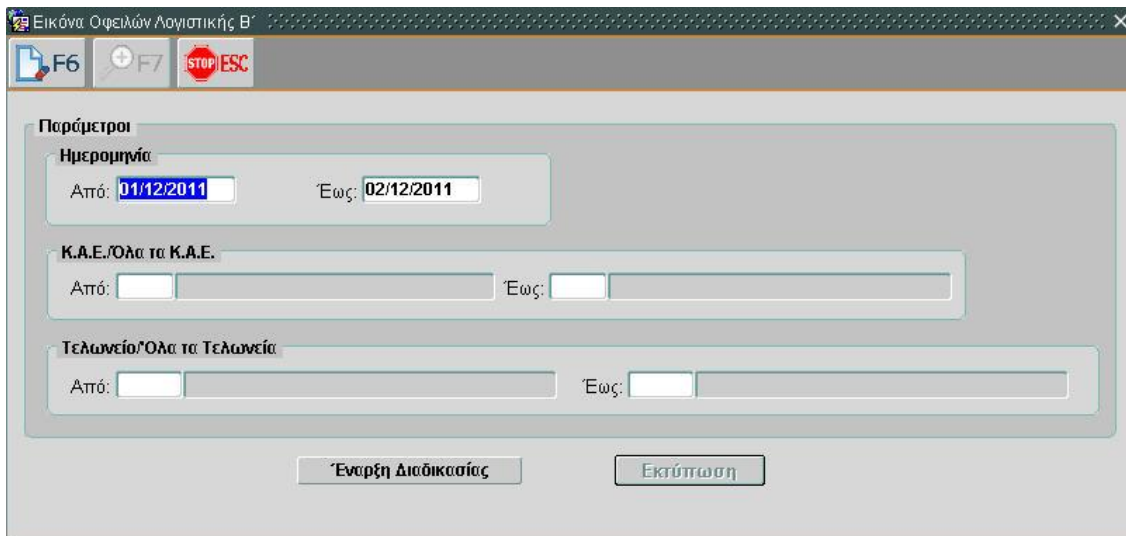 Εικόνα Οφειλών Λογιστικής Β΄
F6 F7 STOP ESC
Παράμετροι
Ημερομηνία
Από: 01/12/2011 Έως: 02/12/2011
Κ.Α.Ε./Όλα τα Κ.Α.Ε.
Από: Έως:
Τελωνείο/Όλα τα Τελωνεία
Από: Έως:
Έναρξη Διαδικασίας Εκτύπωση